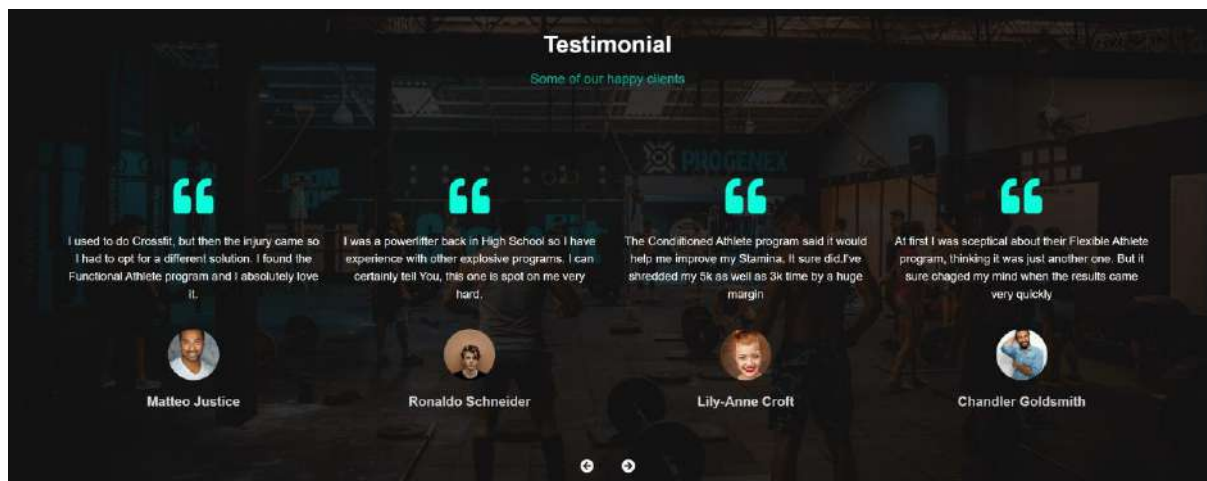 Testimonial
Some of our happy clients
PROGENEX
I used to do Crossfit, but then the injury came so
I had to opt for a different solution. I found the
Functional Athlete program and I absolutely love
it.
Matteo Justice
I was a powerlifter back in High School so I have
experience with other explosive programs. I can
certainly tell You, this one is spot on me very
hard.
Ronaldo Schneider
The Conditioned Athlete program said it would
help me improve my Stamina. It sure did.I've
shredded my 5k as well as 3k time by a huge
margin
Lily-Anne Croft
At first I was sceptical about their Flexible Athlete
program, thinking it was just another one. But it
sure chaged my mind when the results came
very quickly
Chandler Goldsmith